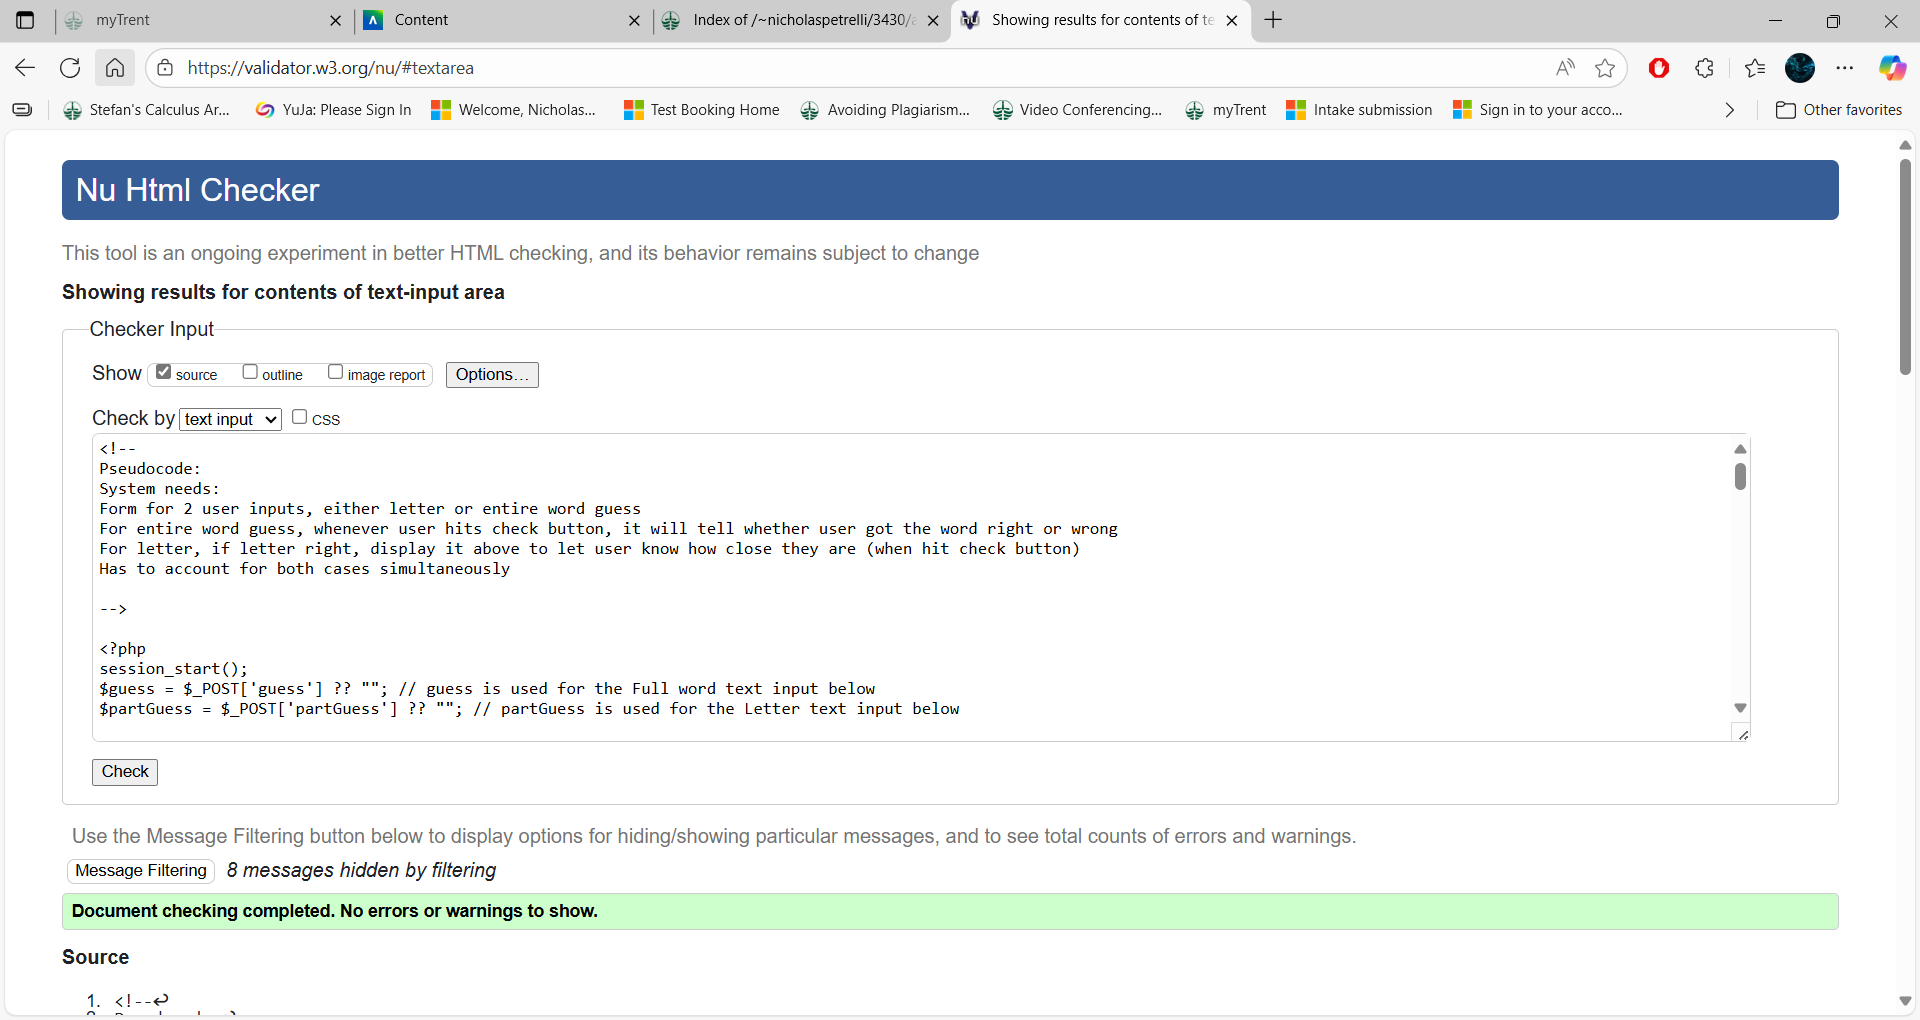 myTrent
Content
Index of /~nicholaspetrelli/3430/
Showing results for contents of te
https://validator.w3.org/nu/#textarea
Stefan's Calculus Ar...
YuJa: Please Sign In
Welcome, Nicholas...
Test Booking Home
Avoiding Plagiarism...
Video Conferencing...
myTrent
Intake submission
Sign in to your acco...
Other favorites
Nu Html Checker
This tool is an ongoing experiment in better HTML checking, and its behavior remains subject to change
Showing results for contents of text-input area
Checker Input
Show source outline image report Options...
Check by text input CSS
<!--
Pseudocode:
System needs:
Form for 2 user inputs, either letter or entire word guess
For entire word guess, whenever user hits check button, it will tell whether user got the word right or wrong
For letter, if letter right, display it above to let user know how close they are (when hit check button)
Has to account for both cases simultaneously
-->
<?php
session_start();
$guess = $_POST['guess'] ?? ""; // guess is used for the Full word text input below
$partGuess = $_POST['partGuess'] ?? ""; // partGuess is used for the Letter text input below
Check
Use the Message Filtering button below to display options for hiding/showing particular messages, and to see total counts of errors and warnings.
Message Filtering 8 messages hidden by filtering
Document checking completed. No errors or warnings to show.
Source
1. <!--↩